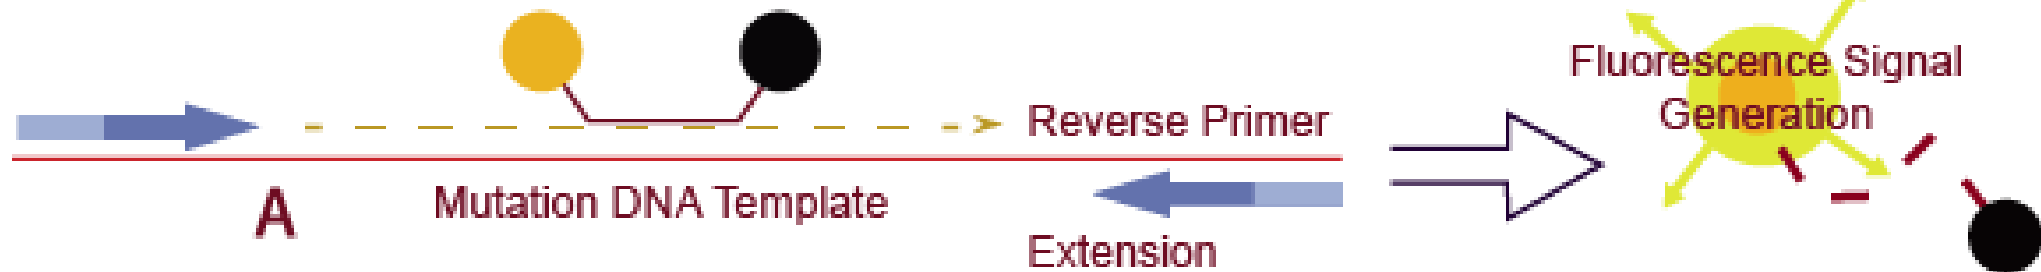 Fluorescence Signal
Generation
Reverse Primer
A
Mutation DNA Template
Extension